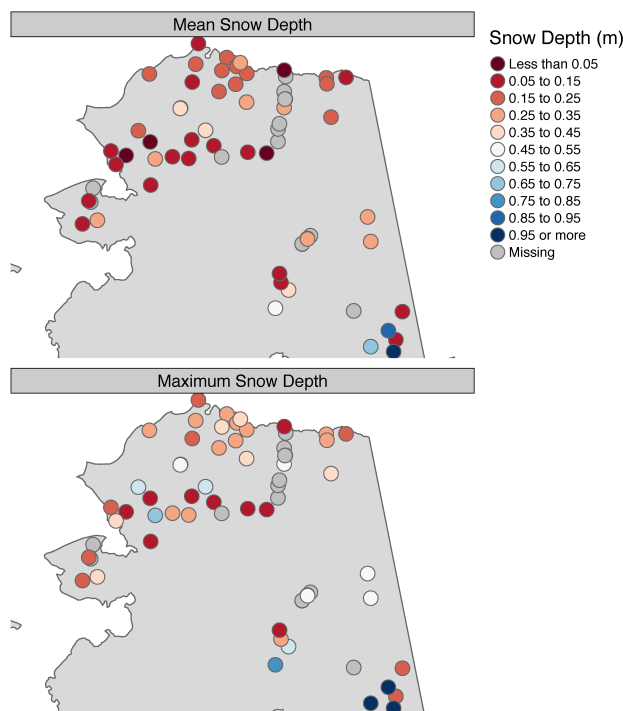 Mean Snow Depth
Snow Depth (m)
Less than 0.05
0.05 to 0.15
0.15 to 0.25
0.25 to 0.35
0.35 to 0.45
0.45 to 0.55
0.55 to 0.65
0.65 to 0.75
0.75 to 0.85
0.85 to 0.95
0.95 or more
Missing
Maximum Snow Depth